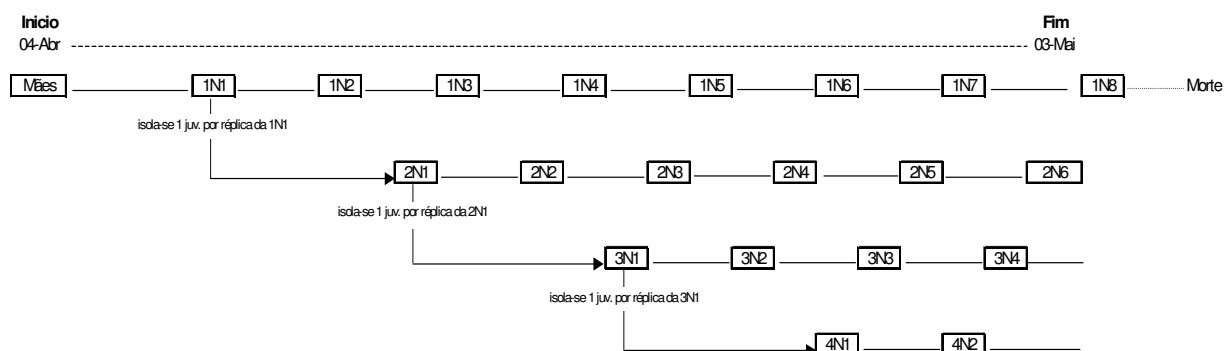 Inicio Fim
04-Abr 03-Mai
Mães 1N1 1N2 1N3 1N4 1N5 1N6 1N7 1N8 Morte
isola-se 1 juv. por réplica da 1N1
2N1 2N2 2N3 2N4 2N5 2N6
isola-se 1 juv. por réplica da 2N1
3N1 3N2 3N3 3N4
isola-se 1 juv. por réplica da 3N1
4N1 4N2